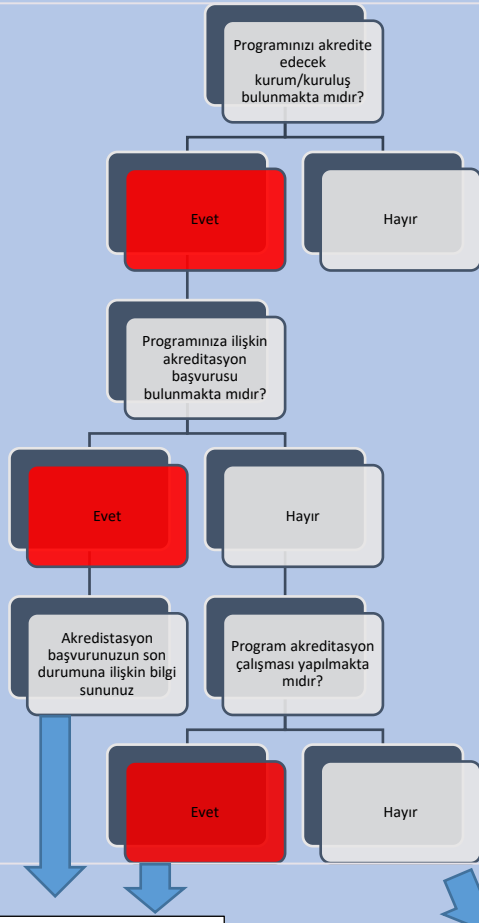 Programınızı akredite
edecek
kurum/kuruluş
bulunmakta mıdır?
Evet
Hayır
Programınıza ilişkin
akreditasyon
başvurusu
bulunmakta mıdır?
Evet
Hayır
Akredistasyon
başvurunuzun son
durumuna ilişkin bilgi
sununuz
Program akreditasyon
çalışması yapılmakta
mıdır?
Evet
Hayır